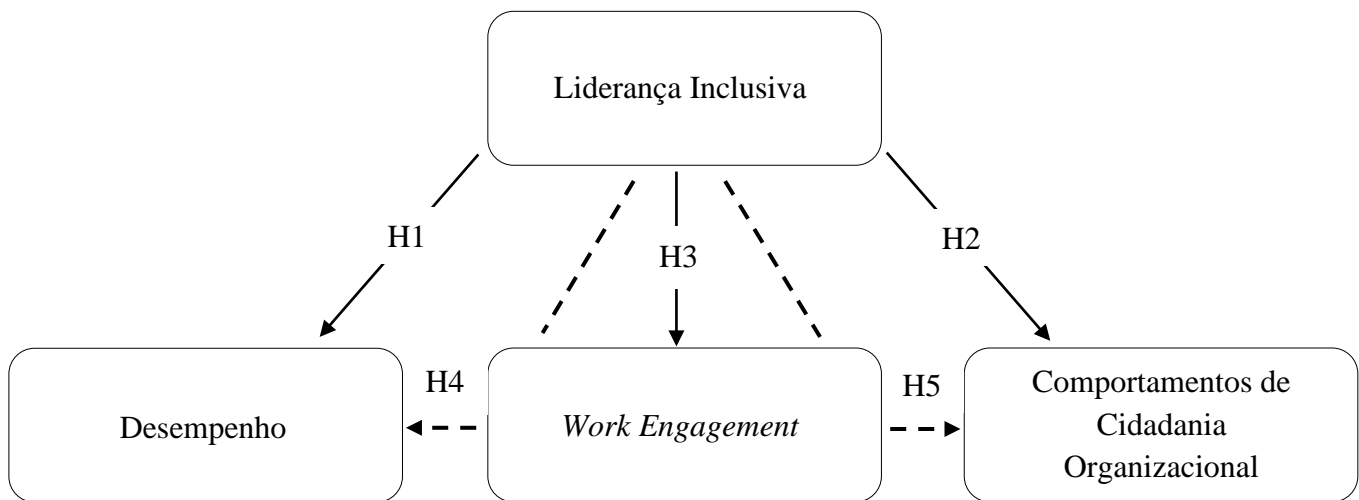 Liderança Inclusiva
H1
H3
H2
H4
H5
Desempenho
Work Engagement
Comportamentos de
Cidadania
Organizacional